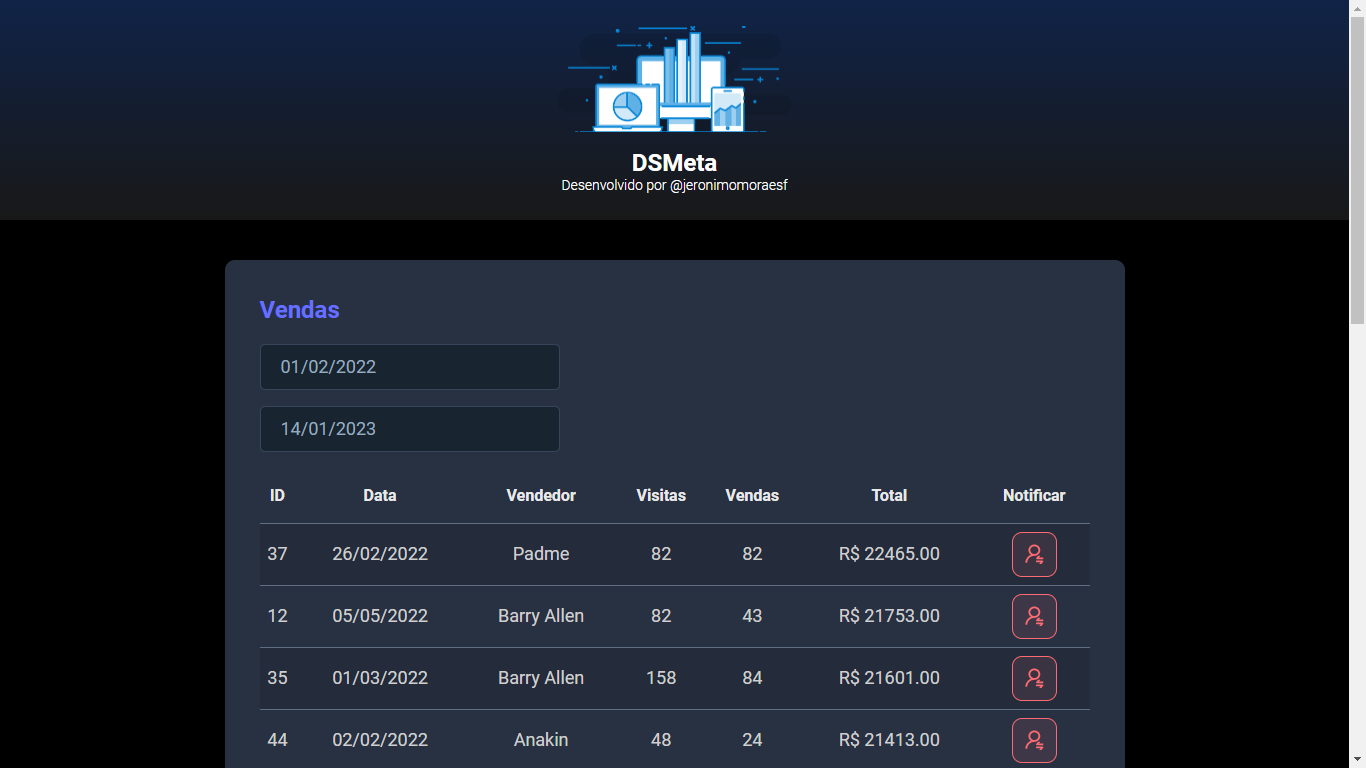 DSMeta
Desenvolvido por @jeronimomoraesf
Vendas
01/02/2022
14/01/2023
ID Data Vendedor Visitas Vendas Total Notificar
37 26/02/2022 Padme 82 82 R$ 22465.00
12 05/05/2022 Barry Allen 82 43 R$ 21753.00
35 01/03/2022 Barry Allen 158 84 R$ 21601.00
44 02/02/2022 Anakin 48 24 R$ 21413.00